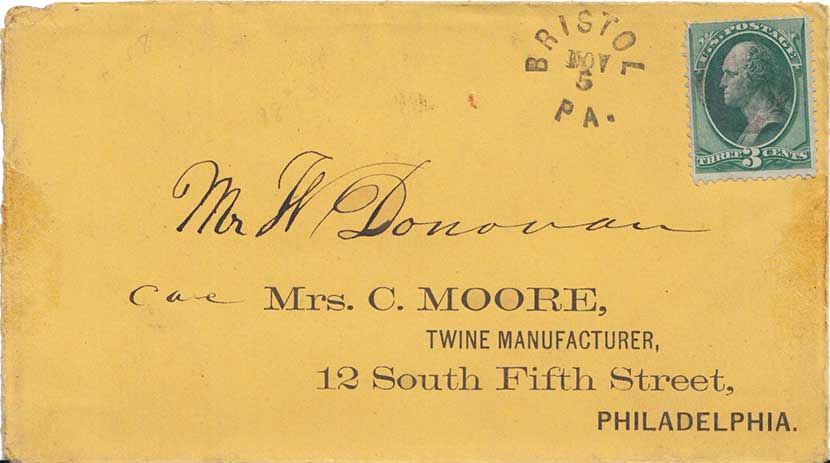 BRISTOL
NOV
5
PA.
U.S. POSTAGE
THREE 3 CENTS
Mr W Donovan
Care Mrs. C. MOORE,
TWINE MANUFACTURER,
12 South Fifth Street,
PHILADELPHIA.